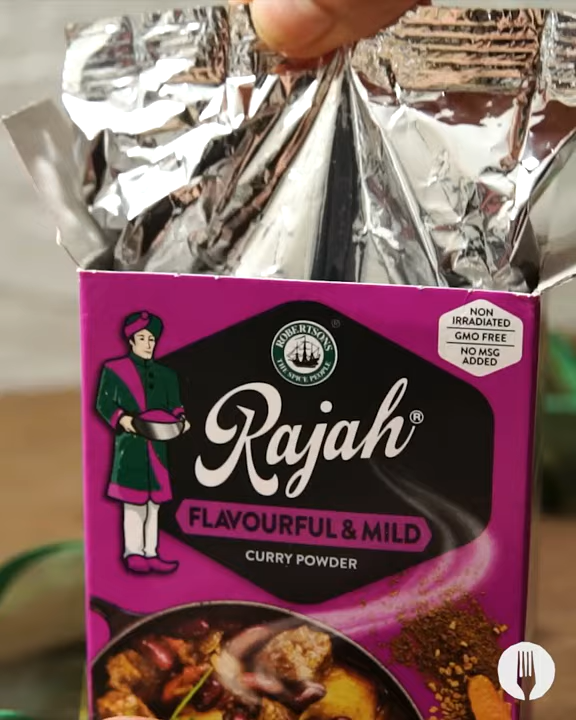 NON
IRRADIATED
GMO FREE
NO MSG
ADDED
ROBERTSONS
®
THE SPICE PEOPLE
Rajah®
FLAVOURFUL & MILD
CURRY POWDER